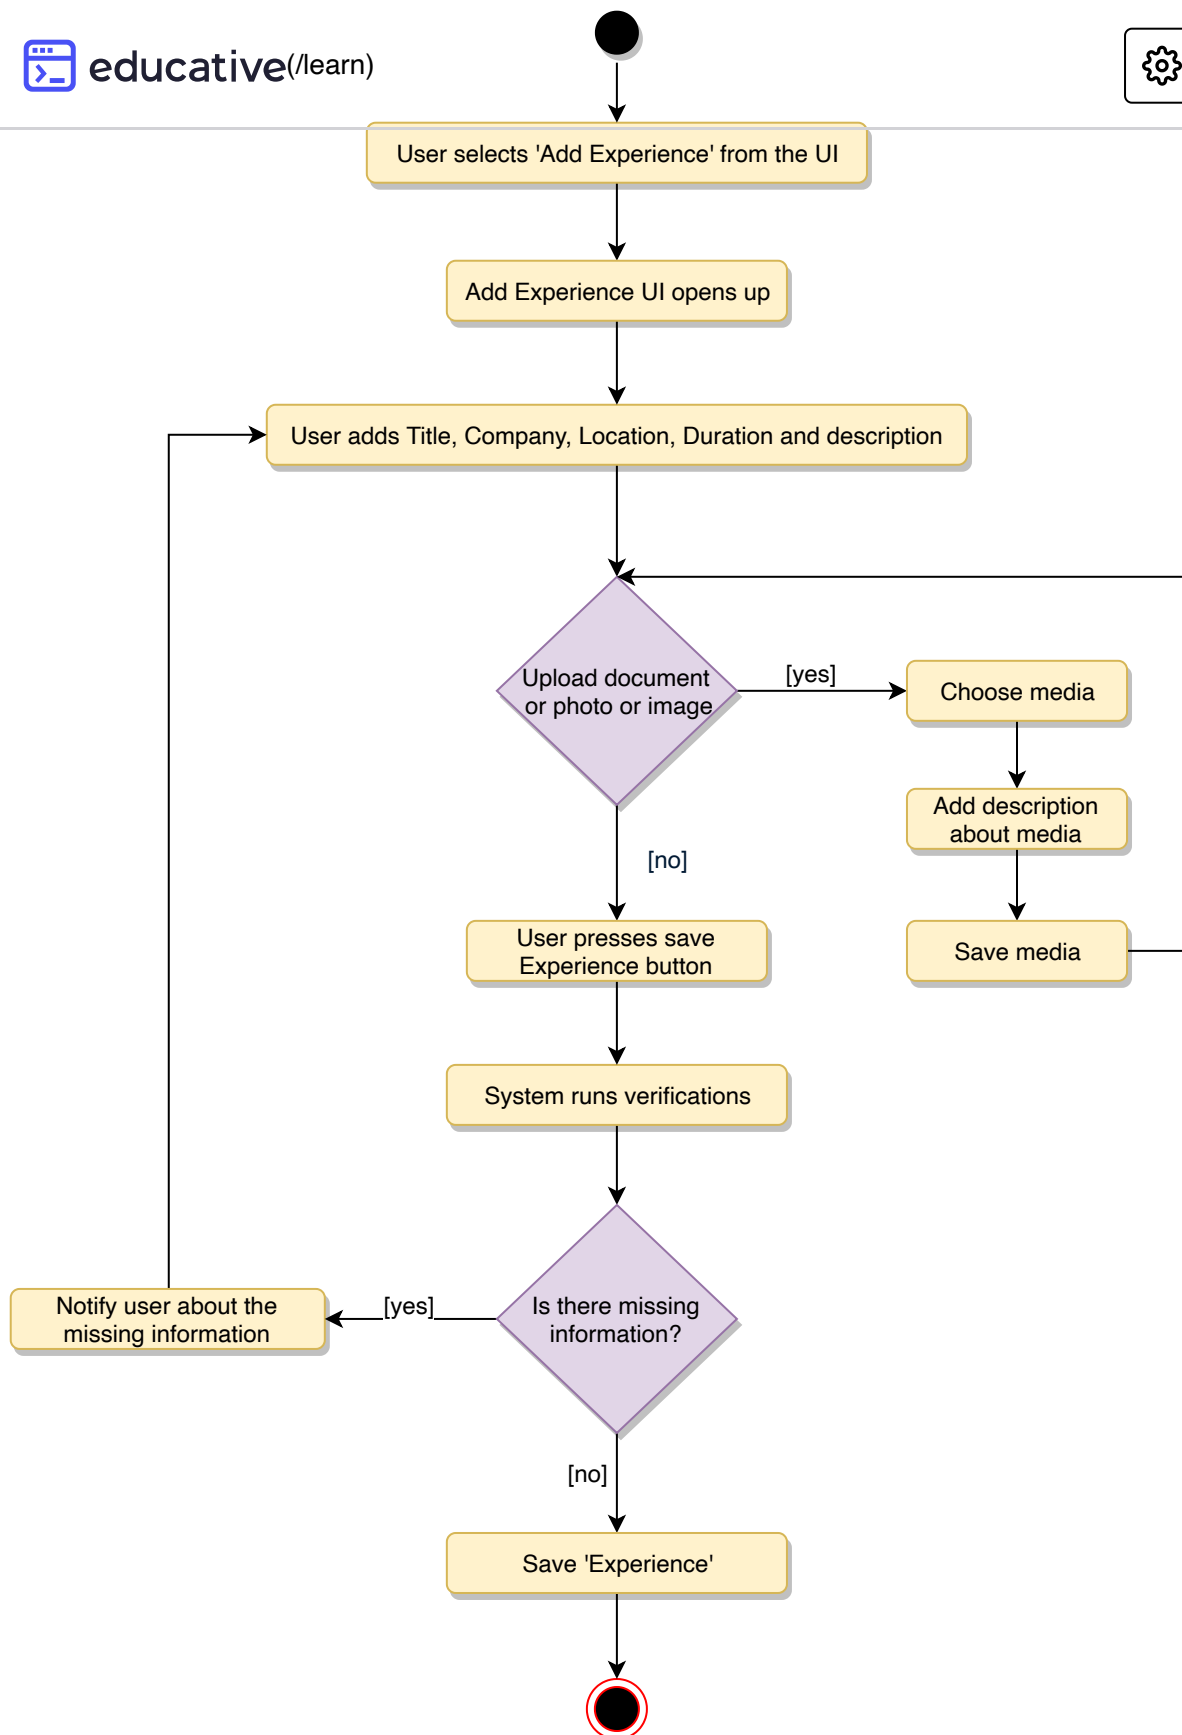 educative(/learn)
User selects 'Add Experience' from the UI
Add Experience UI opens up
User adds Title, Company, Location, Duration and description
Upload document
or photo or image
[yes]
Choose media
Add description
about media
Save media
[no]
User presses save
Experience button
System runs verifications
Is there missing
information?
[yes]
Notify user about the
missing information
[no]
Save 'Experience'